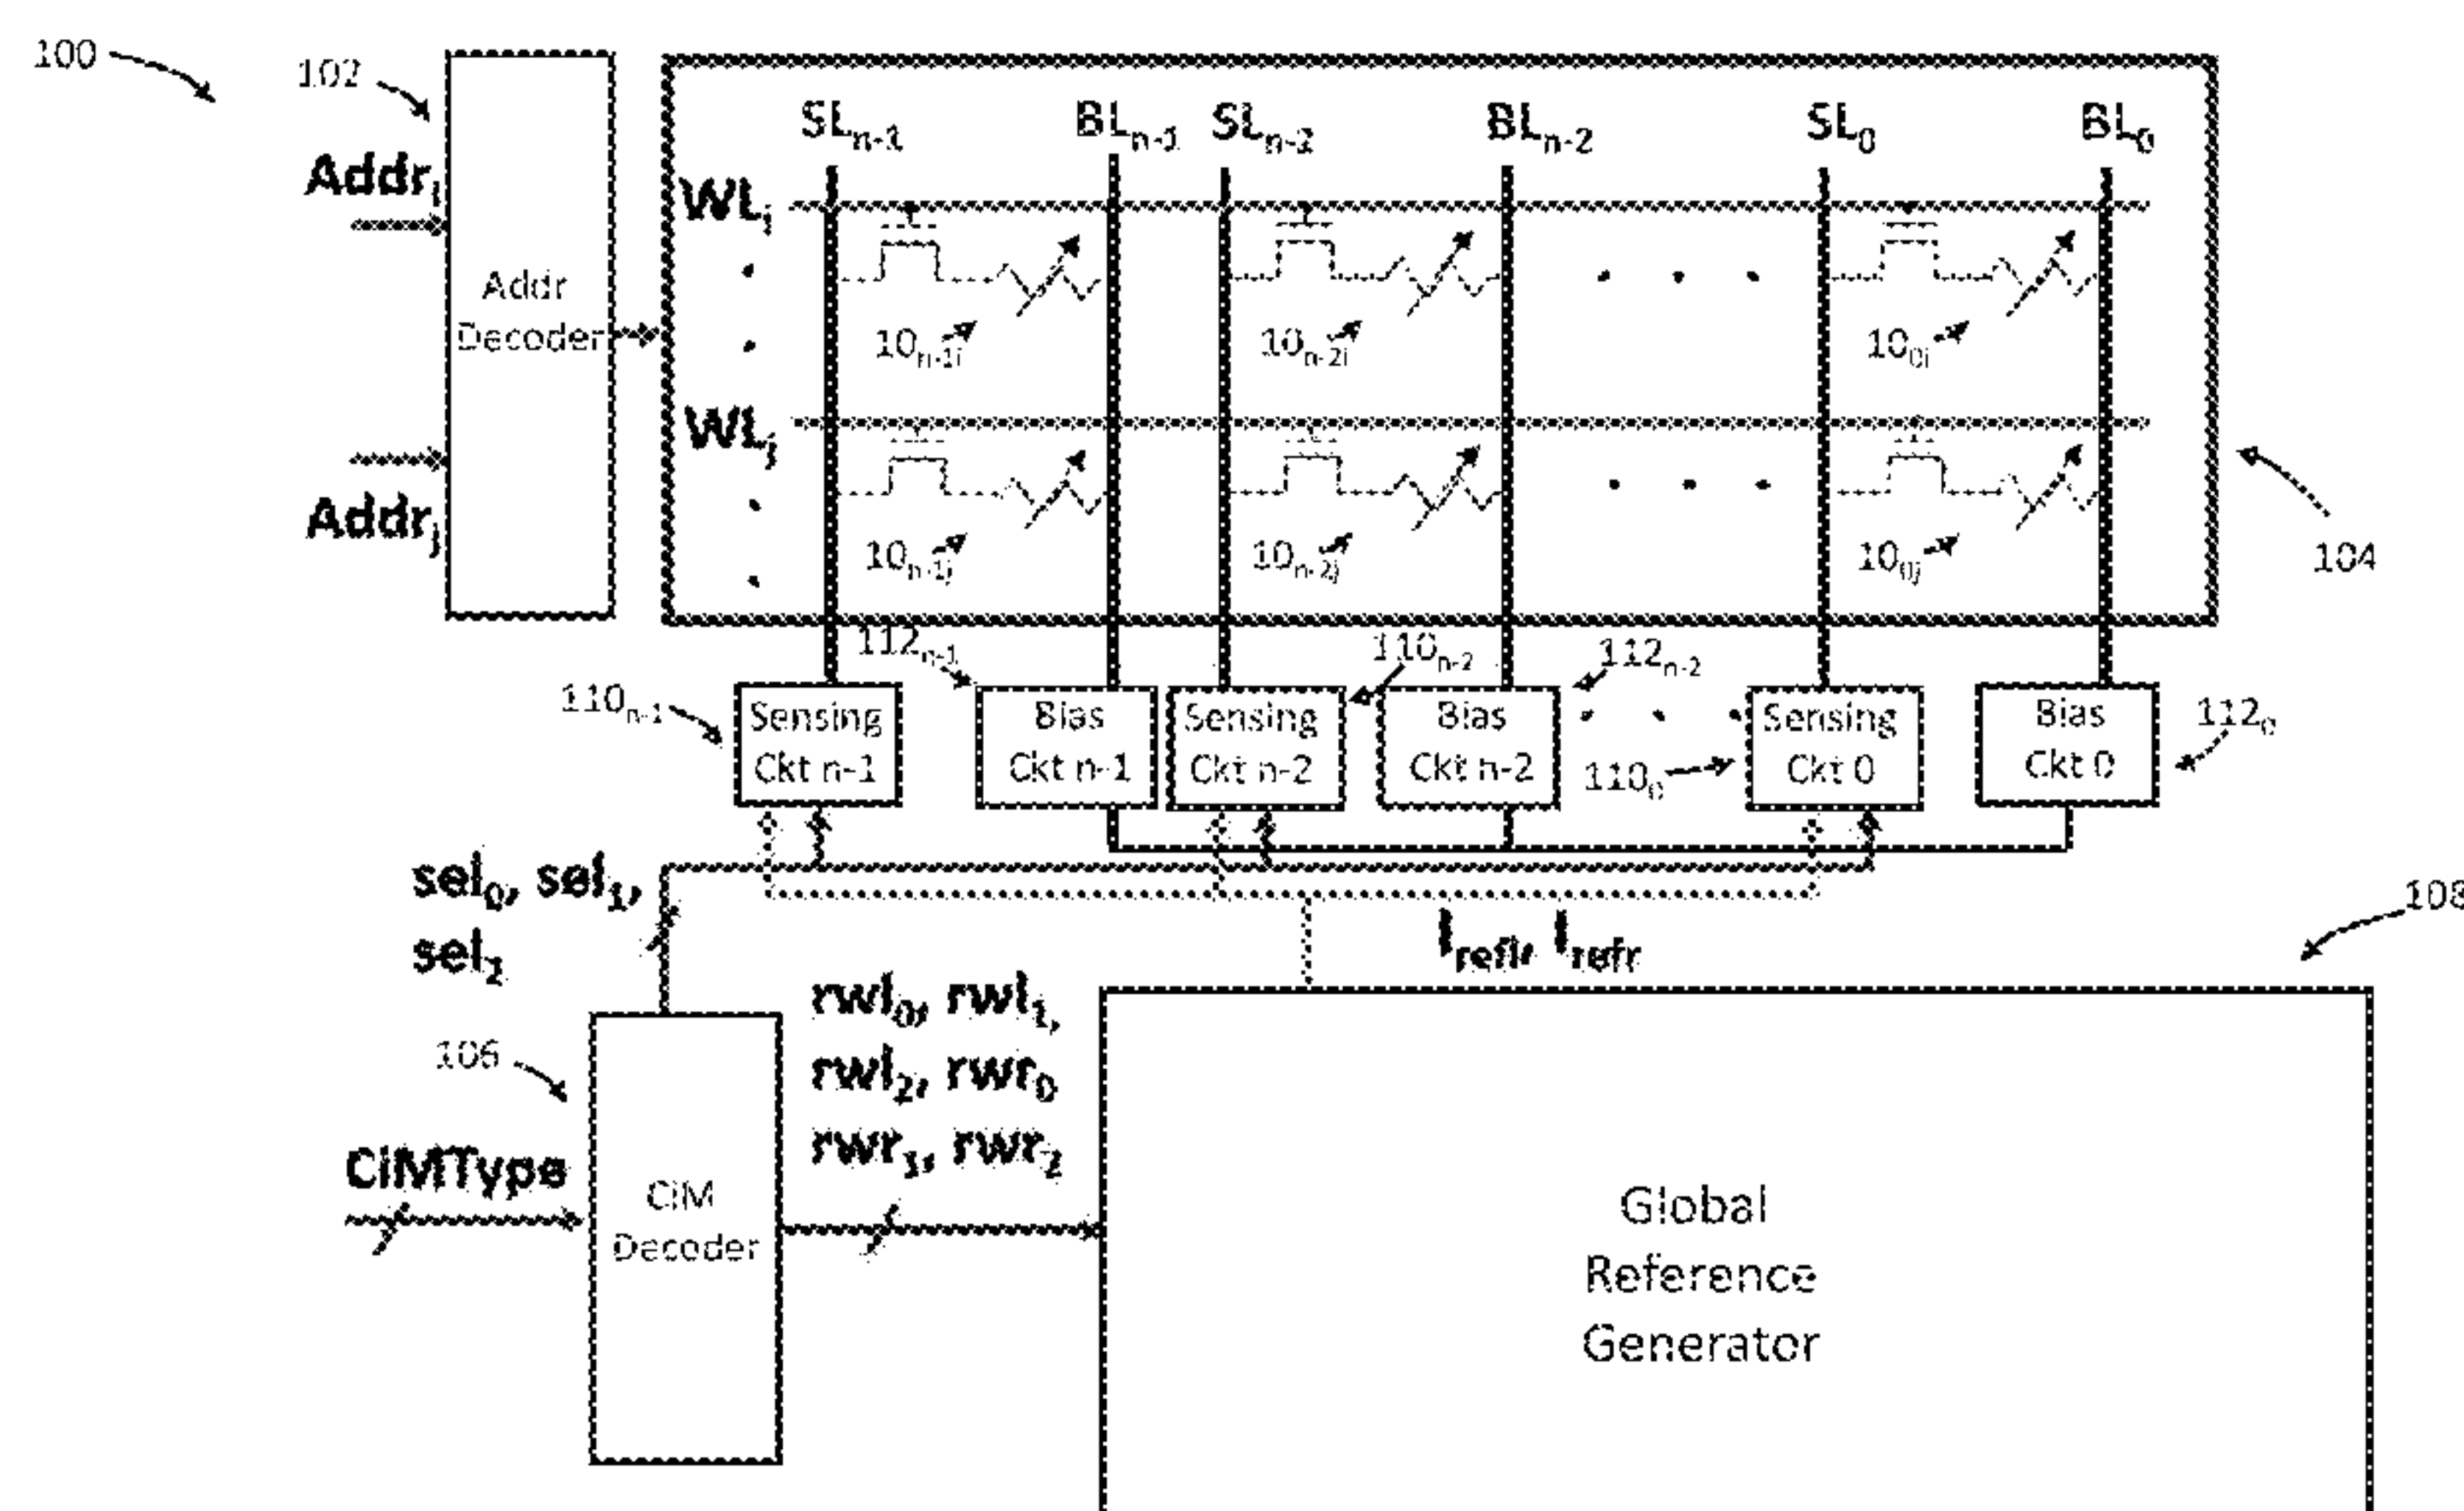 100
102
Addr_i
Addr_j
Addr
Decoder
SL_n-1
BL_n-1
SL_n-2
BL_n-2
SL_0
BL_0
WL_i
10_n-1i
10_n-2i
10_0i
WL_j
10_n-1j
10_n-2j
10_0j
104
112_n-1
110_n-2
112_n-2
110_n-1
Sensing
Ckt n-1
Bias
Ckt n-1
Sensing
Ckt n-2
Bias
Ckt n-2
110_0
Sensing
Ckt 0
Bias
Ckt 0
112_0
sel_0, sel_1,
sel_2
I_refl, I_refr
108
rwl_0, rwl_1,
rwl_2, rwr_0
rwr_1, rwr_2
106
CiMType
CiM
Decoder
Global
Reference
Generator